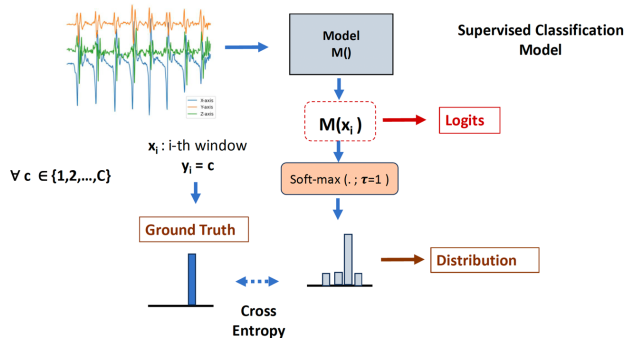 Supervised Classification
Model
Model
M()
X-axis
Y-axis
Z-axis
M(xi )
Logits
xi : i-th window
yi = c
∀ c ∈ {1,2,...,C}
Soft-max (. ; τ=1 )
Ground Truth
Distribution
Cross
Entropy